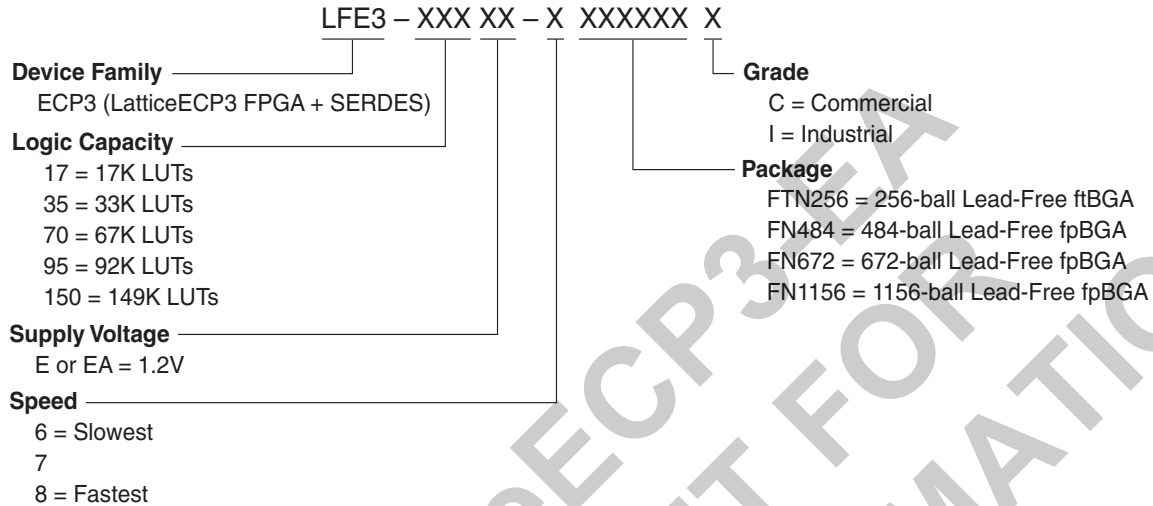 LFE3 – XXX XX – X XXXXXX X
Device Family
ECP3 (LatticeECP3 FPGA + SERDES)
Logic Capacity
17 = 17K LUTs
35 = 33K LUTs
70 = 67K LUTs
95 = 92K LUTs
150 = 149K LUTs
Supply Voltage
E or EA = 1.2V
Speed
6 = Slowest
7
8 = Fastest
Grade
C = Commercial
I = Industrial
Package
FTN256 = 256-ball Lead-Free ftBGA
FN484 = 484-ball Lead-Free fpBGA
FN672 = 672-ball Lead-Free fpBGA
FN1156 = 1156-ball Lead-Free fpBGA
ECP3-EA
FOR